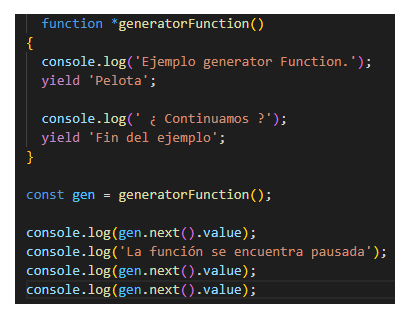 function *generatorFunction()
{
console.log('Ejemplo generator Function.');
yield 'Pelota';
console.log(' ¿ Continuamos ?');
yield 'Fin del ejemplo';
}
const gen = generatorFunction();
console.log(gen.next().value);
console.log('La función se encuentra pausada');
console.log(gen.next().value);
console.log(gen.next().value);